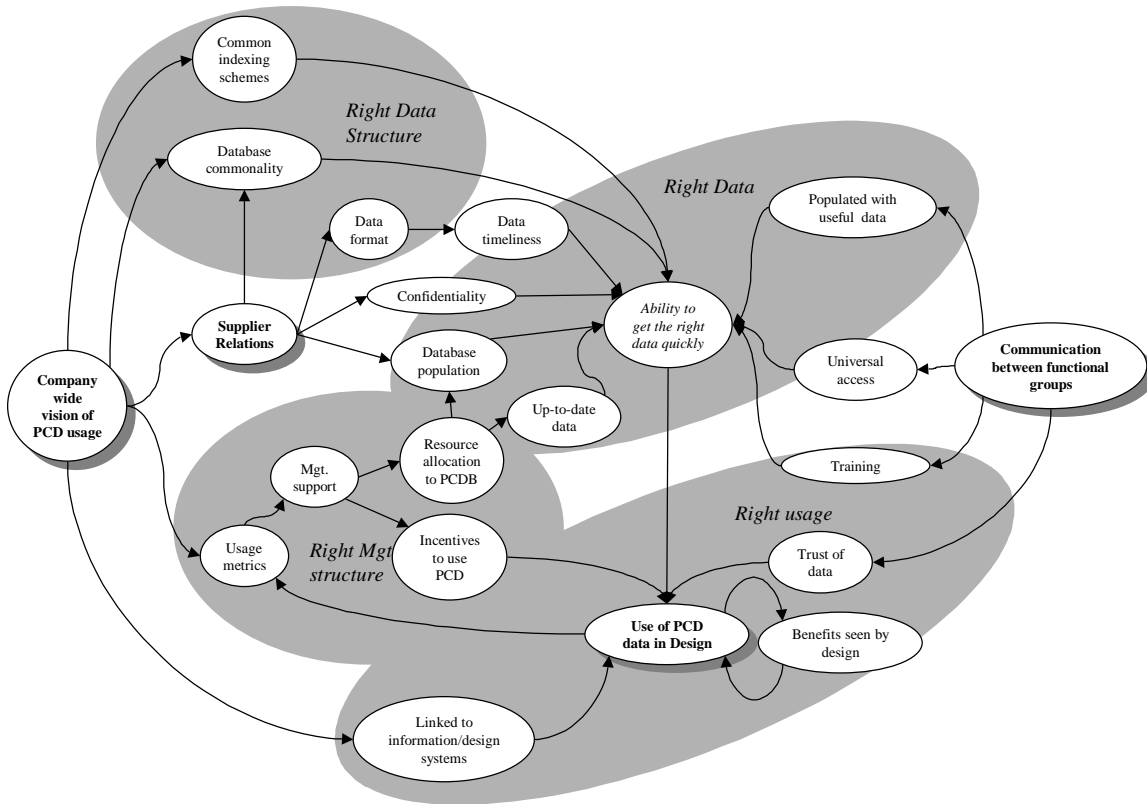 Common
indexing
schemes
Right Data
Structure
Database
commonality
Right Data
Populated with
useful data
Data
format
Data
timeliness
Confidentiality
Ability to
get the right
data quickly
Supplier
Relations
Database
population
Universal
access
Communication
between functional
groups
Company
wide
vision of
PCD usage
Up-to-date
data
Resource
allocation
to PCDB
Mgt.
support
Training
Right usage
Usage
metrics
Right Mgt
structure
Incentives
to use
PCD
Trust of
data
Use of PCD
data in Design
Benefits seen by
design
Linked to
information/design
systems